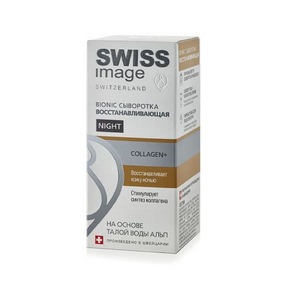 SWISS
image
SWITZERLAND
BIONIC СЫВОРОТКА
ВОССТАНАВЛИВАЮЩАЯ
NIGHT
COLLAGEN+
Восстанавливает
кожу ночью
Стимулирует
синтез коллагена
НА ОСНОВЕ
ТАЛОЙ ВОДЫ АЛЬП
ПРОИЗВЕДЕНО В ШВЕЙЦАРИИ